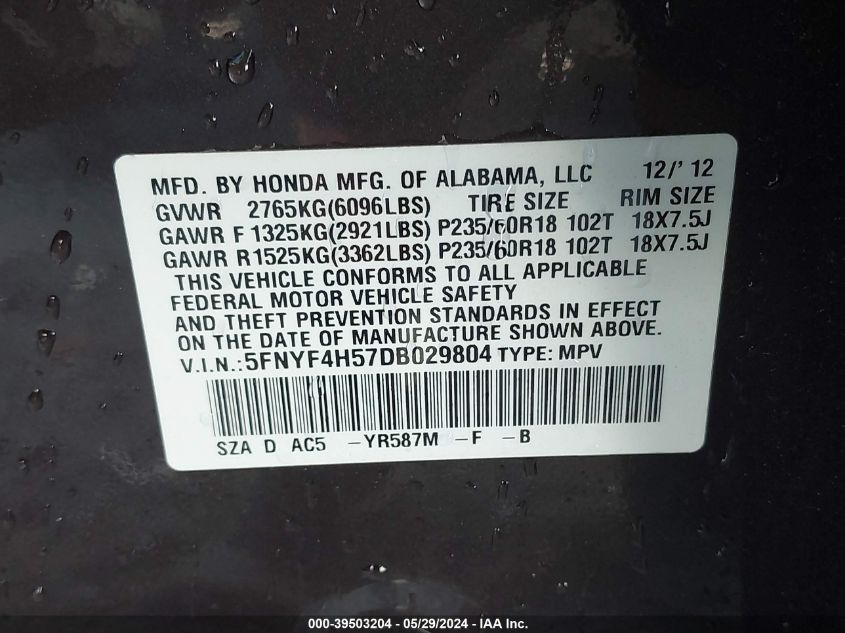 MFD. BY HONDA MFG. OF ALABAMA, LLC 12/' 12
GVWR 2765KG(6096LBS) TIRE SIZE RIM SIZE
GAWR F 1325KG(2921LBS) P235/60R18 102T 18X7.5J
GAWR R 1525KG(3362LBS) P235/60R18 102T 18X7.5J
THIS VEHICLE CONFORMS TO ALL APPLICABLE
FEDERAL MOTOR VEHICLE SAFETY
AND THEFT PREVENTION STANDARDS IN EFFECT
ON THE DATE OF MANUFACTURE SHOWN ABOVE.
V.I.N.:5FNYF4H57DB029804 TYPE: MPV
SZA D AC5 -YR587M -F -B
000-39503204 - 05/29/2024 - IAA Inc.